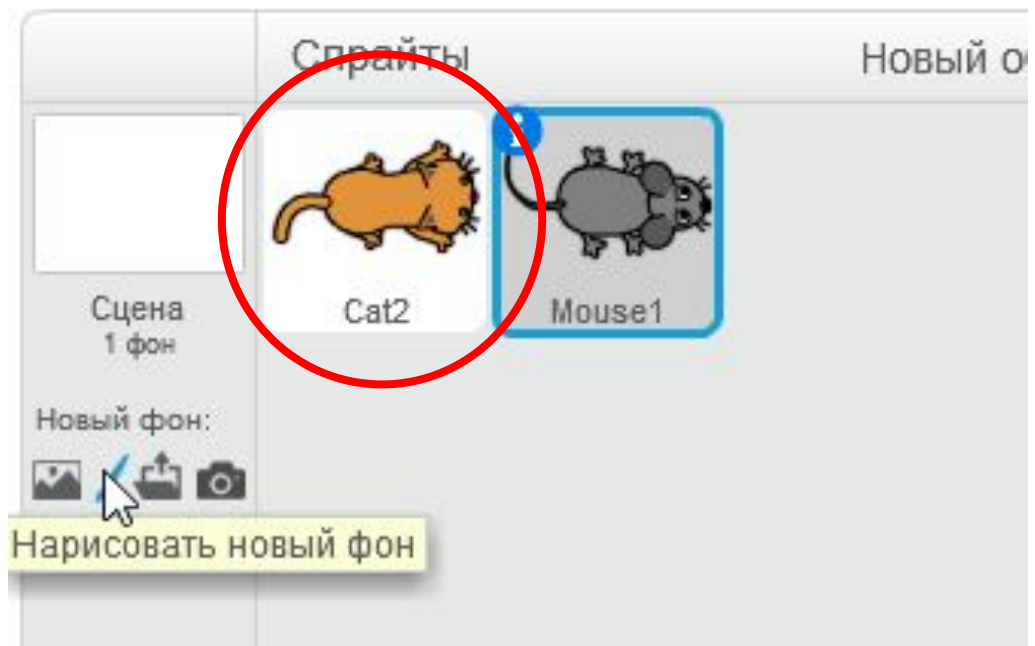 Спрайты
Новый о
Cat2
Mouse1
Сцена
1 фон
Новый фон:
Нарисовать новый фон